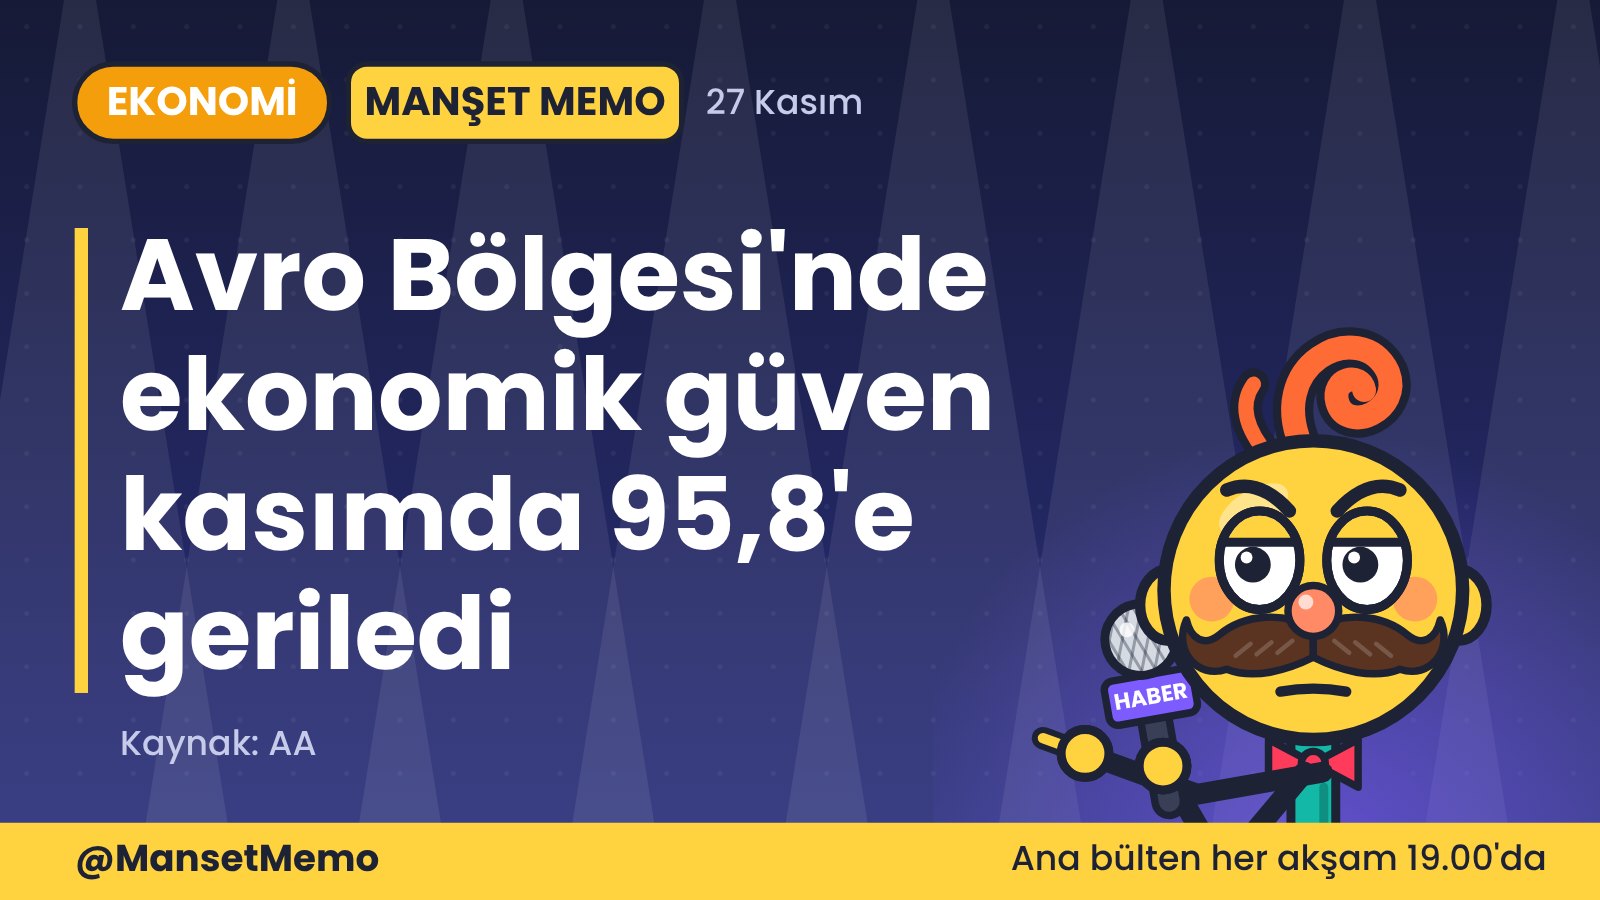 EKONOMİ
MANŞET MEMO
27 Kasım
Avro Bölgesi'nde
ekonomik güven
kasımda 95,8'e
geriledi
Kaynak: AA
HABER
@MansetMemo
Ana bülten her akşam 19.00'da